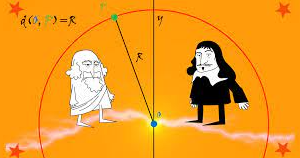 d(O, P) = R
P
y
R
O